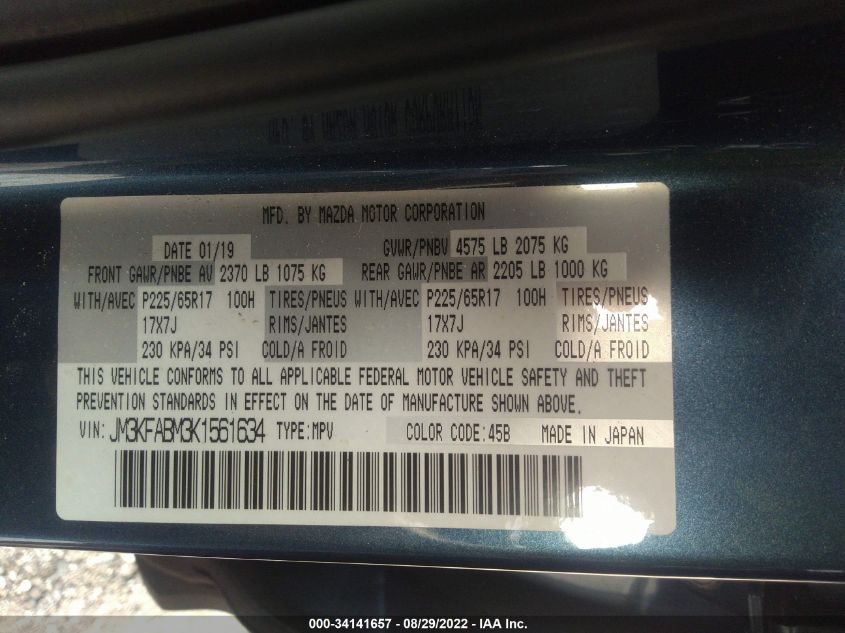 MFD. BY MAZDA MOTOR CORPORATION
DATE 01/19 GVWR/PNBV 4575 LB 2075 KG
FRONT GAWR/PNBE AV 2370 LB 1075 KG REAR GAWR/PNBE AR 2205 LB 1000 KG
WITH/AVEC P225/65R17 100H TIRES/PNEUS WITH/AVEC P225/65R17 100H TIRES/PNEUS
17X7J RIMS/JANTES 17X7J RIMS/JANTES
230 KPA/34 PSI COLD/A FROID 230 KPA/34 PSI COLD/A FROID
THIS VEHICLE CONFORMS TO ALL APPLICABLE FEDERAL MOTOR VEHICLE SAFETY AND THEFT
PREVENTION STANDARDS IN EFFECT ON THE DATE OF MANUFACTURE SHOWN ABOVE.
VIN: JM3KFABM3K1561634 TYPE:MPV COLOR CODE:45B MADE IN JAPAN
000-34141657 - 08/29/2022 - IAA Inc.